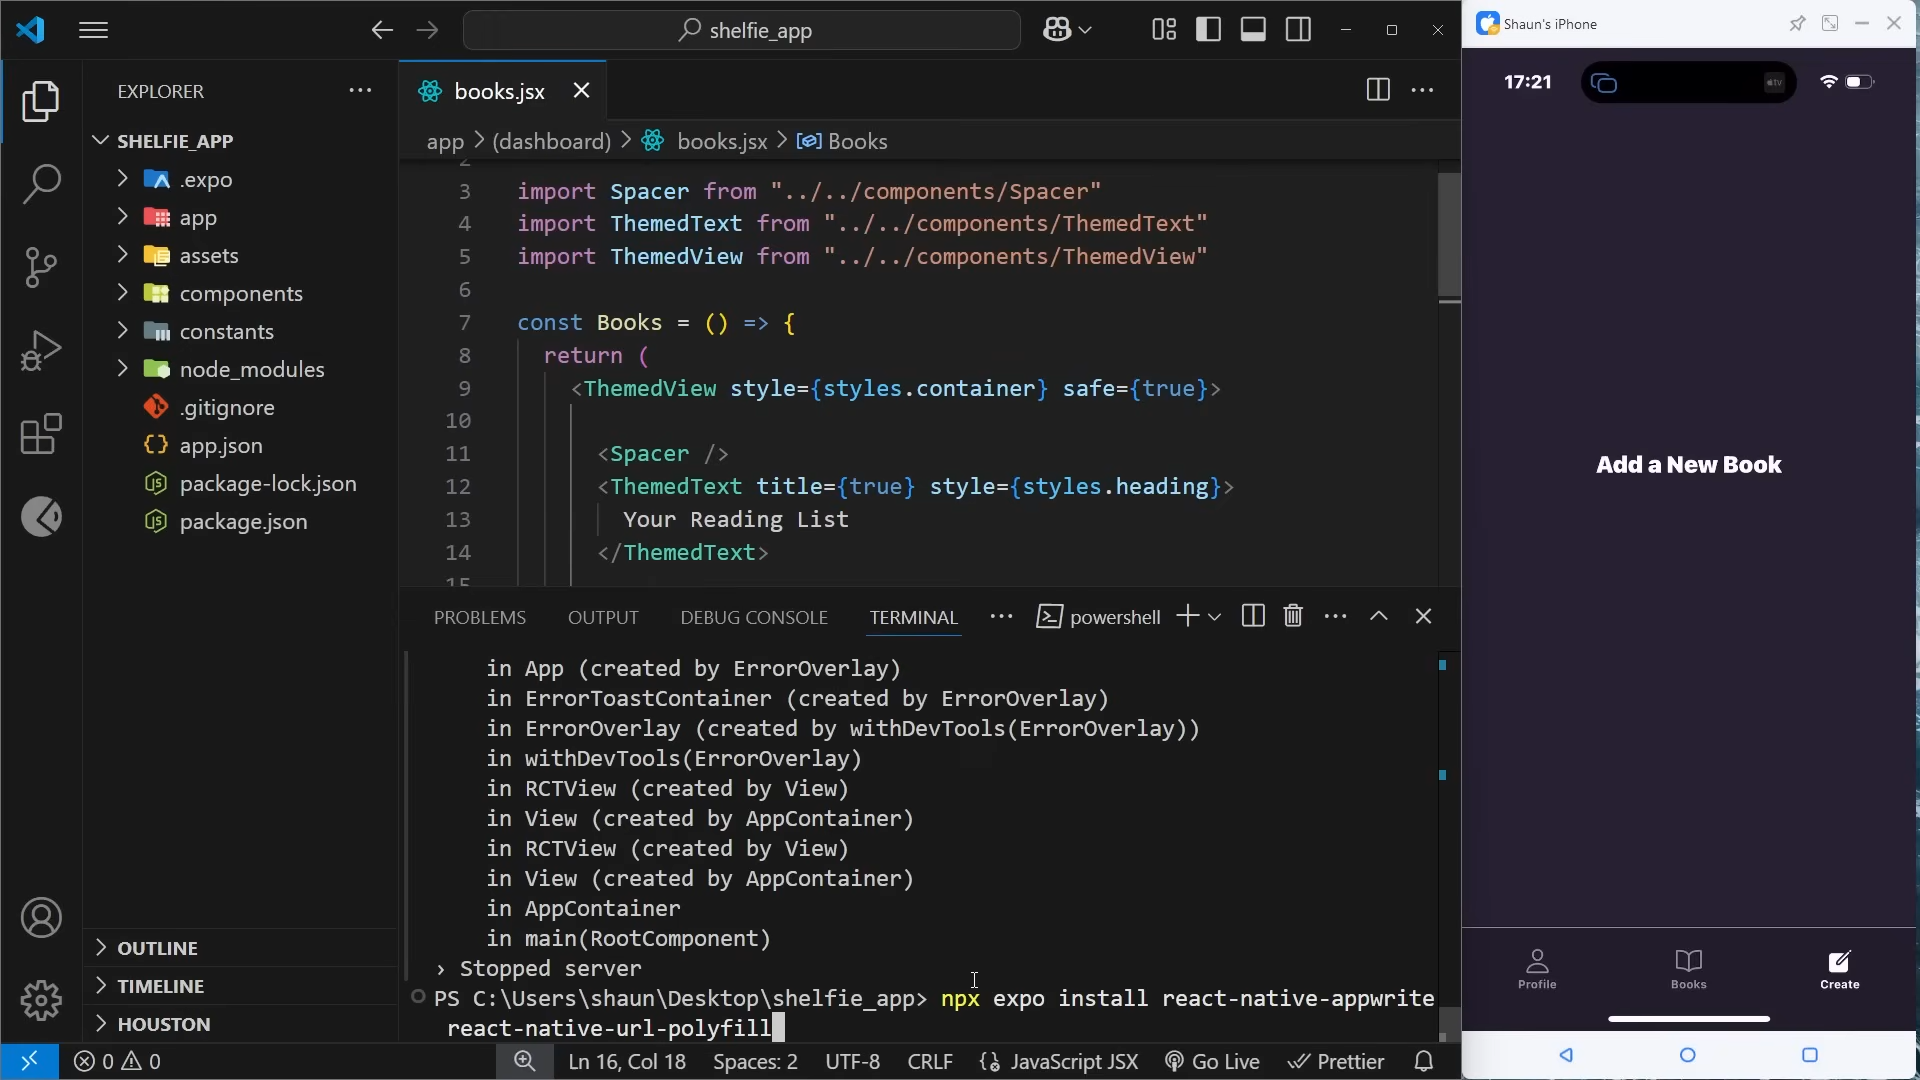 shelfie_app
EXPLORER
SHELFIE_APP
.expo
app
assets
components
constants
node_modules
.gitignore
app.json
package-lock.json
package.json
OUTLINE
TIMELINE
HOUSTON
books.jsx
app > (dashboard) > books.jsx > Books
3 import Spacer from "../../components/Spacer"
4 import ThemedText from "../../components/ThemedText"
5 import ThemedView from "../../components/ThemedView"
6
7 const Books = () => {
8 return (
9 <ThemedView style={styles.container} safe={true}>
10
11 <Spacer />
12 <ThemedText title={true} style={styles.heading}>
13 Your Reading List
14 </ThemedText>
15
PROBLEMS OUTPUT DEBUG CONSOLE TERMINAL powershell
in App (created by ErrorOverlay)
in ErrorToastContainer (created by ErrorOverlay)
in ErrorOverlay (created by withDevTools(ErrorOverlay))
in withDevTools(ErrorOverlay)
in RCTView (created by View)
in View (created by AppContainer)
in RCTView (created by View)
in View (created by AppContainer)
in AppContainer
in main(RootComponent)
› Stopped server
PS C:\Users\shaun\Desktop\shelfie_app> npx expo install react-native-appwrite
react-native-url-polyfill
0 0 Ln 16, Col 18 Spaces: 2 UTF-8 CRLF {} JavaScript JSX Go Live Prettier
Shaun's iPhone
17:21
tv
Add a New Book
Profile Books Create